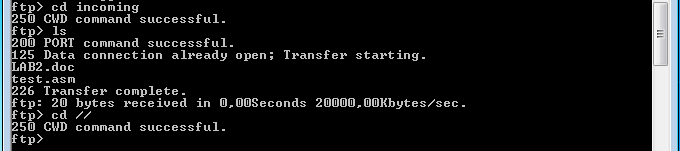 ftp> cd incoming
250 CWD command successful.
ftp> ls
200 PORT command successful.
125 Data connection already open; Transfer starting.
LAB2.doc
test.asm
226 Transfer complete.
ftp: 20 bytes received in 0,00Seconds 20000,00Kbytes/sec.
ftp> cd //
250 CWD command successful.
ftp>